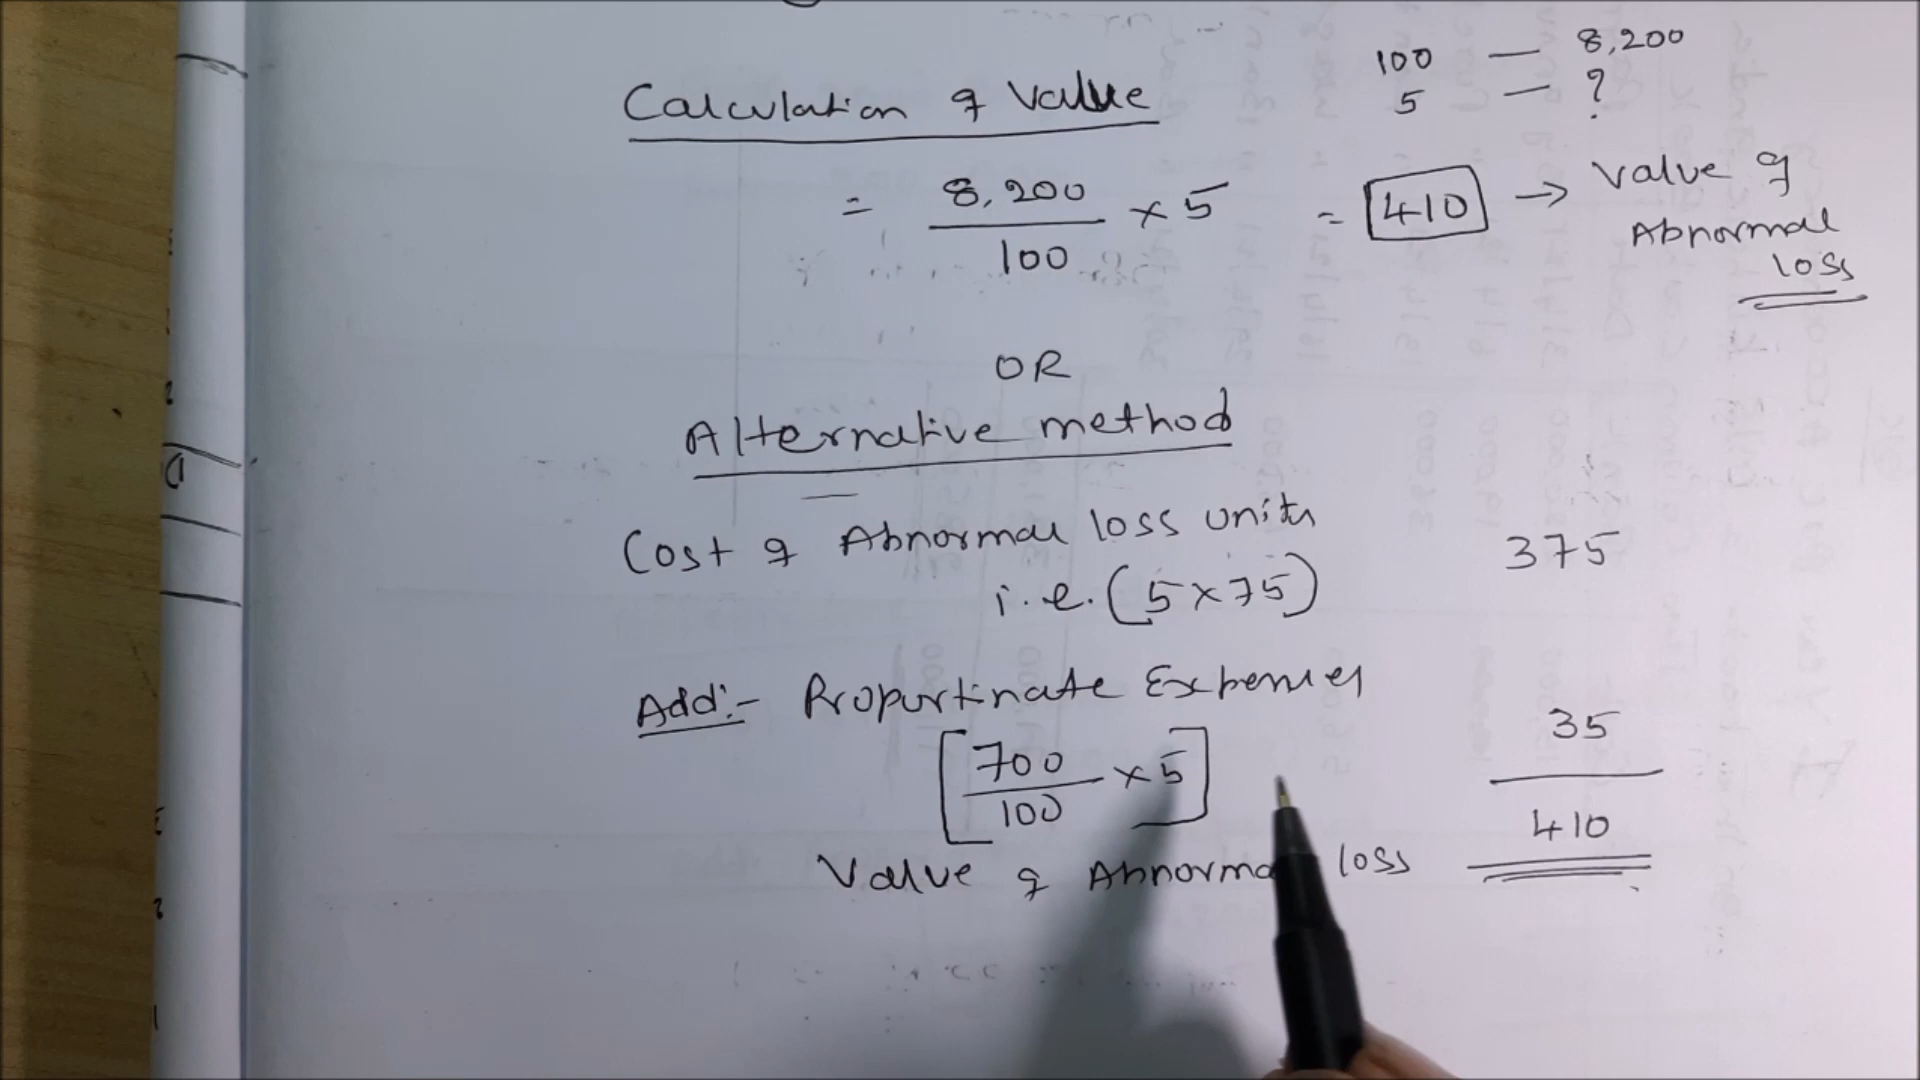 100 — 8,200
5 — ?
Calculation of Value
= 8,200 / 100 × 5 = 410 → Value of
Abnormal
loss
OR
Alternative method
Cost of Abnormal loss units 375
i.e. (5×75)
Add:- Proportinate Expenses
[700 / 100 × 5] 35
410
Value of Abnormal loss